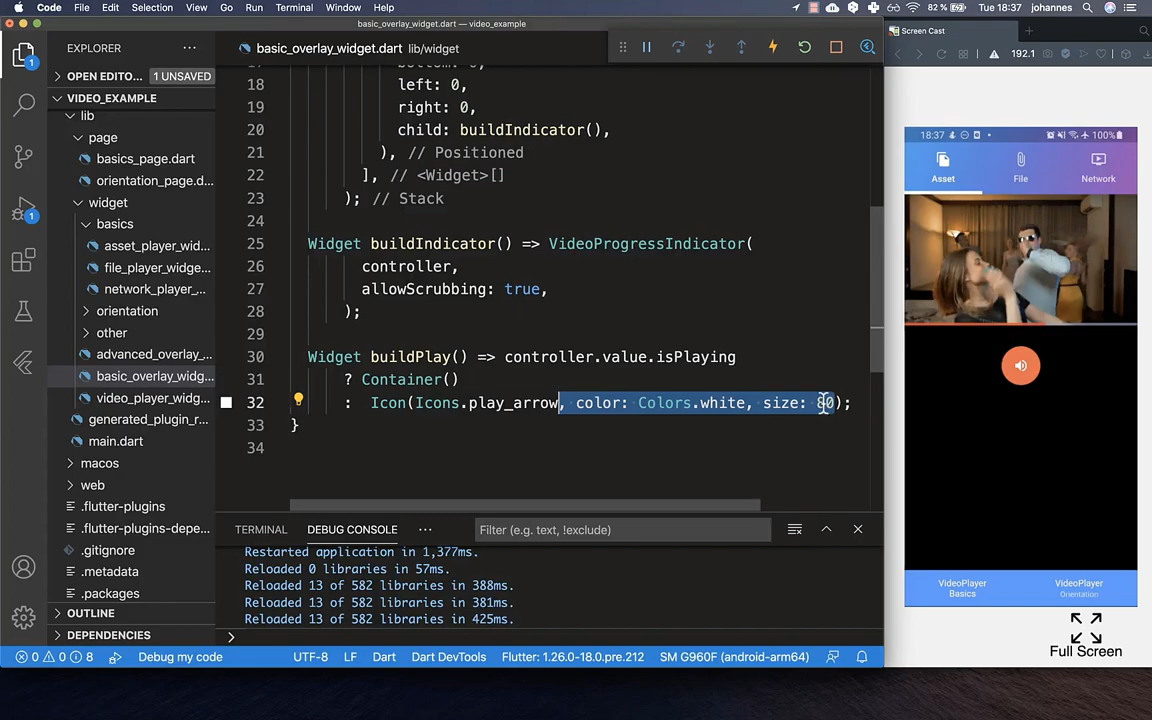 Code File Edit Selection View Go Run Terminal Window Help 82 % Tue 18:37 johannes
basic_overlay_widget.dart — video_example
EXPLORER
OPEN EDITO... 1 UNSAVED
VIDEO_EXAMPLE
lib
page
basics_page.dart
orientation_page.d...
widget
basics
asset_player_wid...
file_player_widge...
network_player_...
orientation
other
advanced_overlay_...
basic_overlay_widg...
video_player_widg...
generated_plugin_r...
main.dart
macos
web
.flutter-plugins
.flutter-plugins-depe...
.gitignore
.metadata
.packages
OUTLINE
DEPENDENCIES
1
1
basic_overlay_widget.dart lib/widget
18 left: 0,
19 right: 0,
20 child: buildIndicator(),
21 ), // Positioned
22 ], // <Widget>[]
23 ); // Stack
24
25 Widget buildIndicator() => VideoProgressIndicator(
26 controller,
27 allowScrubbing: true,
28 );
29
30 Widget buildPlay() => controller.value.isPlaying
31 ? Container()
32 : Icon(Icons.play_arrow, color: Colors.white, size: 80);
33 }
34
TERMINAL DEBUG CONSOLE ... Filter (e.g. text, !exclude)
Restarted application in 1,377ms.
Reloaded 0 libraries in 57ms.
Reloaded 13 of 582 libraries in 388ms.
Reloaded 13 of 582 libraries in 381ms.
Reloaded 13 of 582 libraries in 425ms.
0 0 8 Debug my code UTF-8 LF Dart Dart DevTools Flutter: 1.26.0-18.0.pre.212 SM G960F (android-arm64)
Screen Cast
192.1
18:37 100%
Asset File Network
VideoPlayer
Basics
VideoPlayer
Orientation
Full Screen